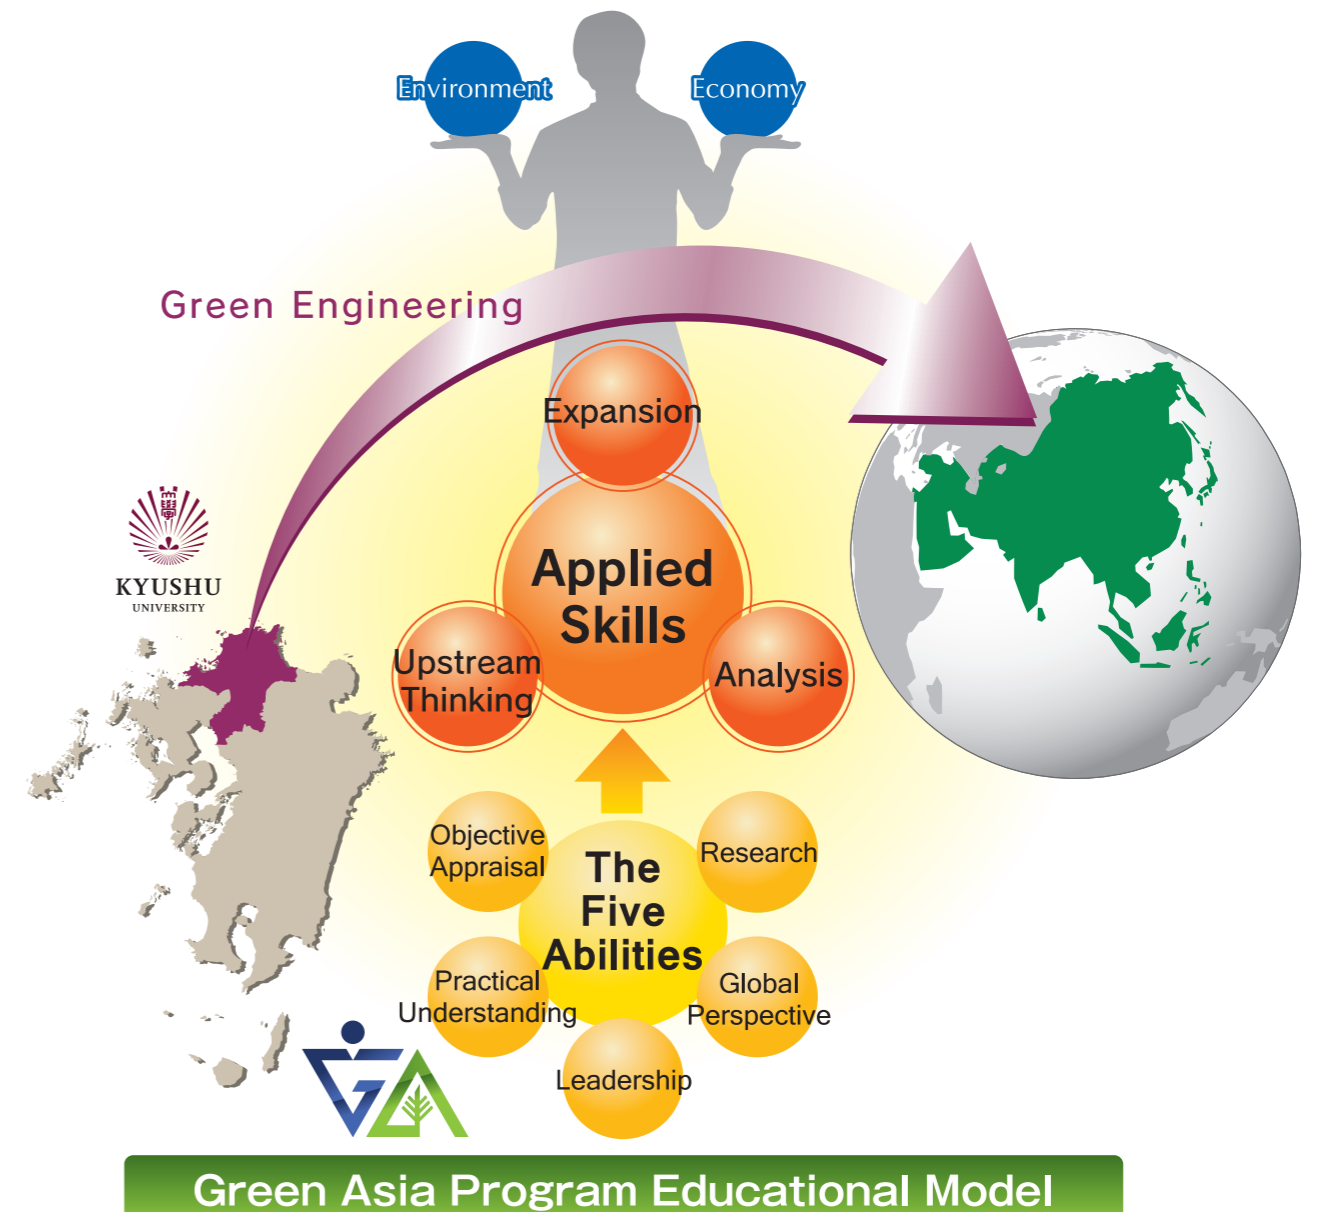 Environment
Economy
Green Engineering
Expansion
Applied
Skills
KYUSHU
UNIVERSITY
Upstream
Thinking
Analysis
Objective
Appraisal
The
Five
Abilities
Research
Practical
Understanding
Global
Perspective
Leadership
GA
Green Asia Program Educational Model